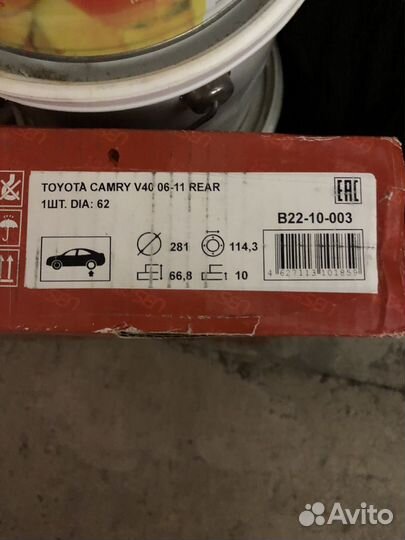 TOYOTA CAMRY V40 06-11 REAR
1ШТ. DIA: 62
EAC
B22-10-003
281
114,3
66,8
10
4 627113 101859
UBS
Avito